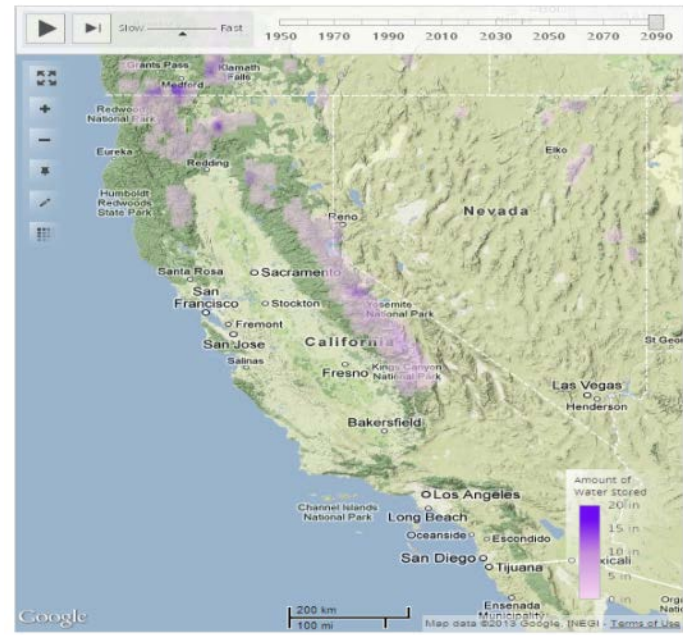 Slow
Fast
1950 1970 1990 2010 2030 2050 2070 2090
Grants Pass
Klamath
Falls
Medford
Redwood
National Park
Eureka
Redding
Humboldt
Redwoods
State Park
Elko
Reno
Nevada
Santa Rosa
Sacramento
San
Francisco
Stockton
Yosemite
National Park
Fremont
San Jose
California
Salinas
Fresno
Kings Canyon
National Park
St Geor
Las Vegas
Henderson
Bakersfield
Amount of
Water Stored
20 in
15 in
10 in
5 in
0 in
Los Angeles
Channel Islands
National Park
Long Beach
Oceanside
Escondido
San Diego
Tijuana
xicali
Ensenada
Municipality
Orga
Natio
Google
200 km
100 mi
Map data ©2013 Google, INEGI - Terms of Use